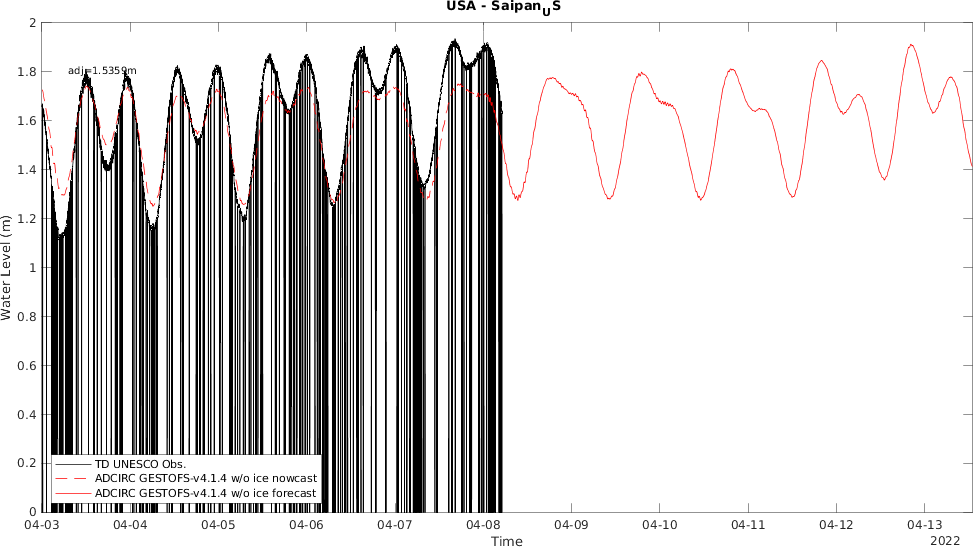 USA - Saipan_US
adj=1.5359m
2
1.8
1.6
1.4
1.2
1
0.8
0.6
0.4
0.2
0
Water Level (m)
TD UNESCO Obs.
ADCIRC GESTOFS-v4.1.4 w/o ice nowcast
ADCIRC GESTOFS-v4.1.4 w/o ice forecast
04-03 04-04 04-05 04-06 04-07 04-08 04-09 04-10 04-11 04-12 04-13
Time
2022